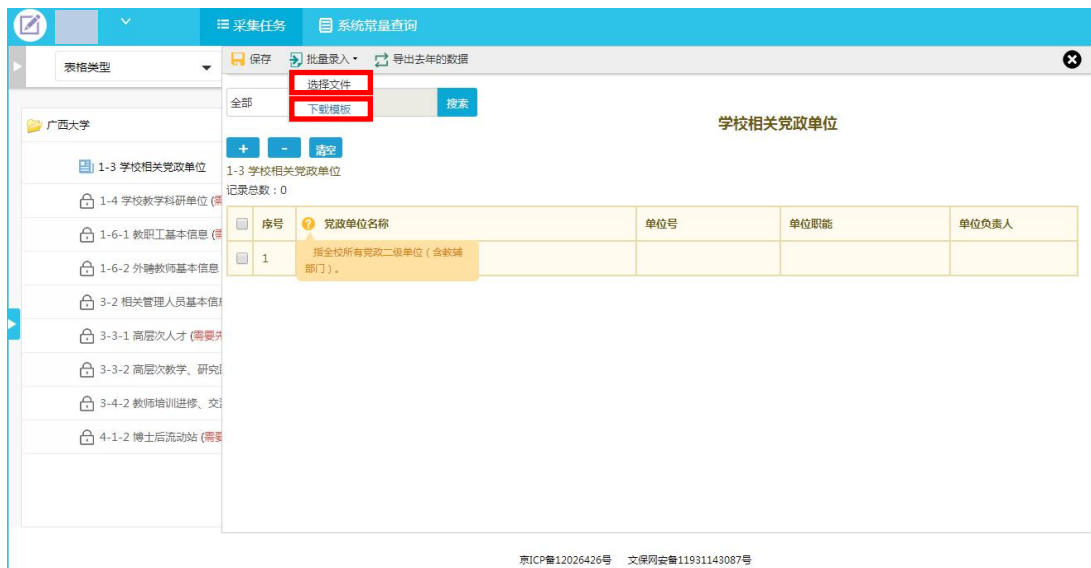 采集任务 系统常量查询
表格类型
保存 批量录入 导出去年的数据
选择文件
下载模板
全部 搜索
学校相关党政单位
广西大学
1-3 学校相关党政单位
1-4 学校教学科研单位 (需
1-6-1 教职工基本信息 (需
1-6-2 外聘教师基本信息
3-2 相关管理人员基本信息
3-3-1 高层次人才 (需要先
3-3-2 高层次教学、研究团
3-4-2 教师培训进修、交流
4-1-2 博士后流动站 (需要
+ - 清空
1-3 学校相关党政单位
记录总数：0
序号 ? 党政单位名称 单位号 单位职能 单位负责人
1
指全校所有党政二级单位（含教辅
部门）。
京ICP备12026426号 文保网安备11931143087号